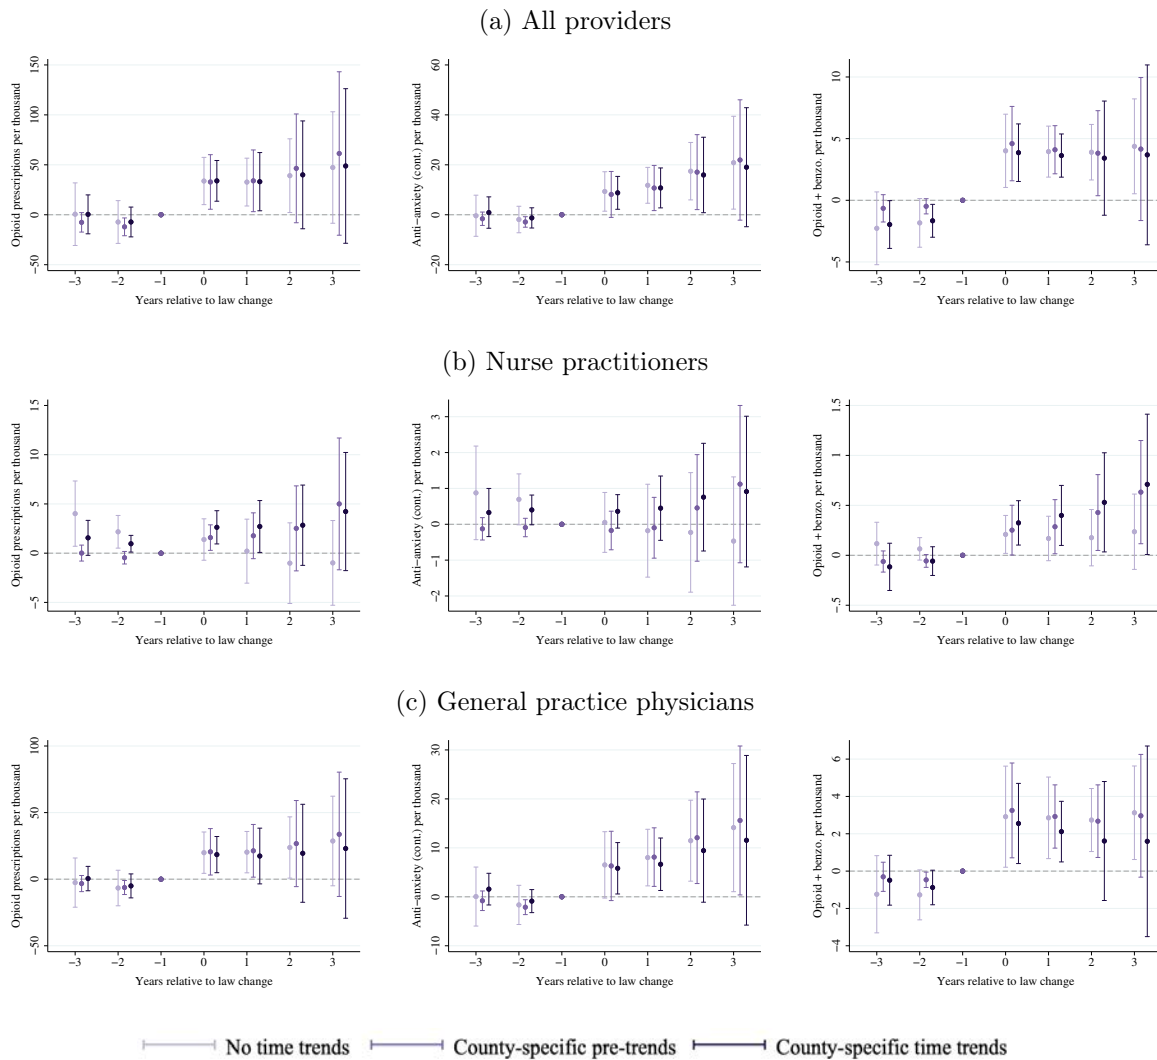 (a) All providers
Opioid prescriptions per thousand
150
100
50
0
−50
−3 −2 −1 0 1 2 3
Years relative to law change
Anti−anxiety (cont.) per thousand
60
40
20
0
−20
−3 −2 −1 0 1 2 3
Years relative to law change
Opioid + benzo. per thousand
10
5
0
−5
−3 −2 −1 0 1 2 3
Years relative to law change
(b) Nurse practitioners
Opioid prescriptions per thousand
15
10
5
0
−5
−3 −2 −1 0 1 2 3
Years relative to law change
Anti−anxiety (cont.) per thousand
3
2
1
0
−1
−2
−3 −2 −1 0 1 2 3
Years relative to law change
Opioid + benzo. per thousand
1.5
1
.5
0
−.5
−3 −2 −1 0 1 2 3
Years relative to law change
(c) General practice physicians
Opioid prescriptions per thousand
100
50
0
−50
−3 −2 −1 0 1 2 3
Years relative to law change
Anti−anxiety (cont.) per thousand
30
20
10
0
−10
−3 −2 −1 0 1 2 3
Years relative to law change
Opioid + benzo. per thousand
6
4
2
0
−2
−4
−3 −2 −1 0 1 2 3
Years relative to law change
No time trends County-specific pre-trends County-specific time trends